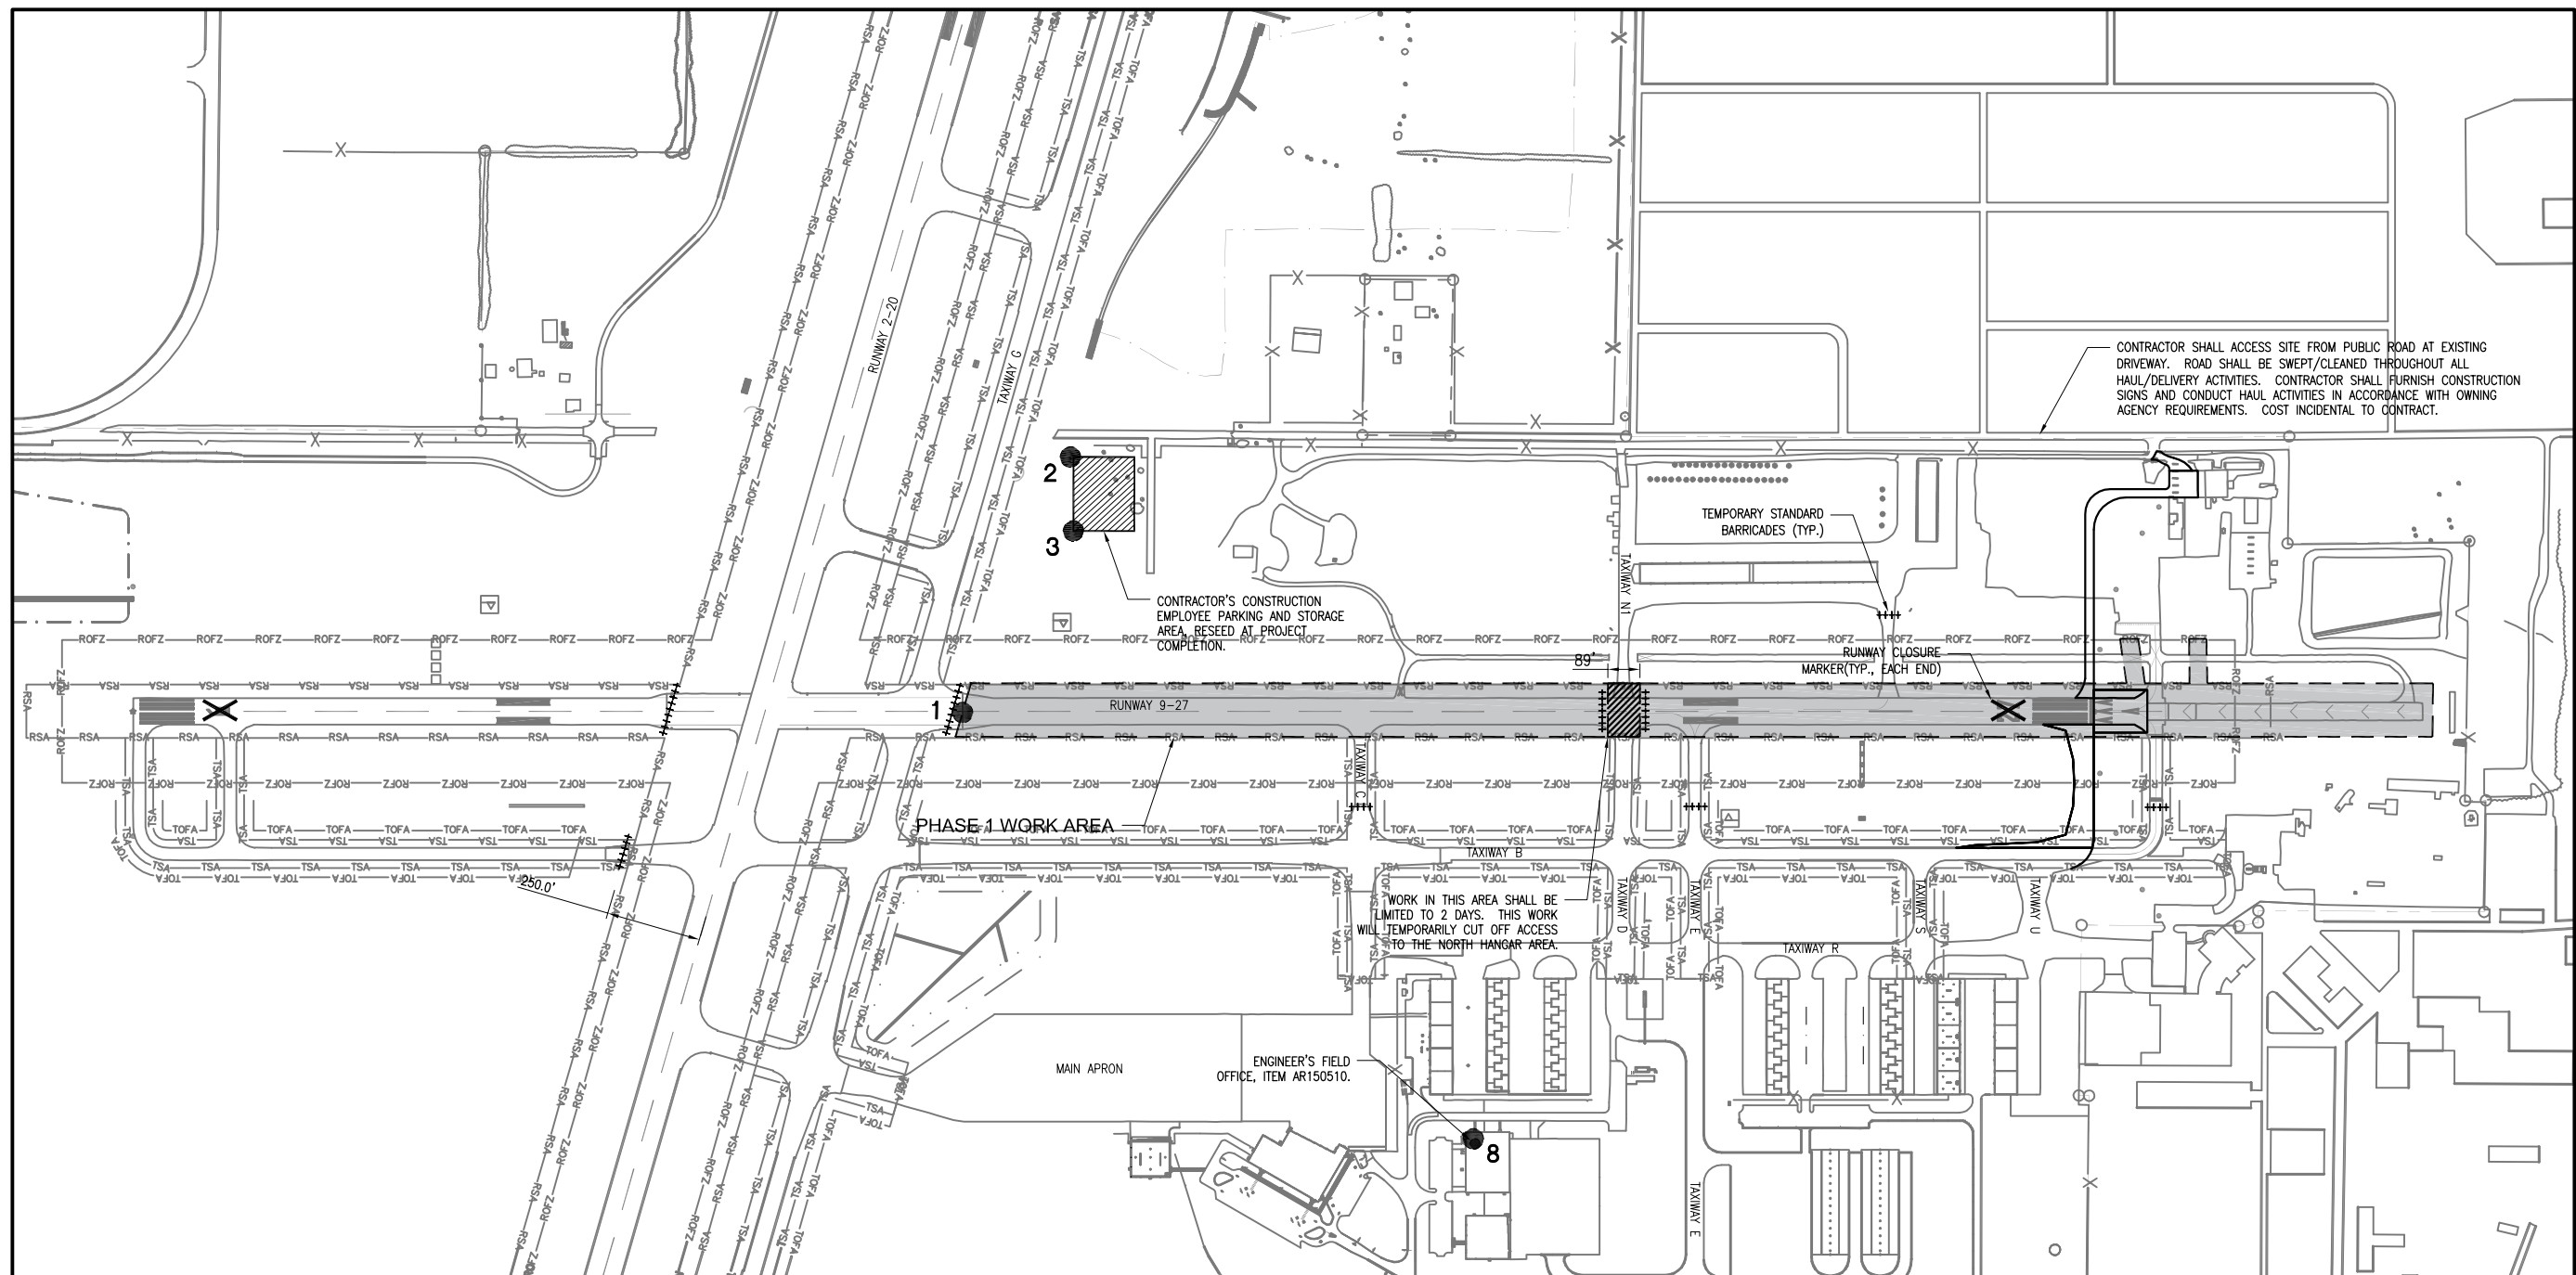 CONTRACTOR SHALL ACCESS SITE FROM PUBLIC ROAD AT EXISTING
DRIVEWAY. ROAD SHALL BE SWEPT/CLEANED THROUGHOUT ALL
HAUL/DELIVERY ACTIVITIES. CONTRACTOR SHALL FURNISH CONSTRUCTION
SIGNS AND CONDUCT HAUL ACTIVITIES IN ACCORDANCE WITH OWNING
AGENCY REQUIREMENTS. COST INCIDENTAL TO CONTRACT.
RUNWAY 2-20
TAXIWAY G
2
3
TEMPORARY STANDARD
BARRICADES (TYP.)
TAXIWAY N1
CONTRACTOR'S CONSTRUCTION
EMPLOYEE PARKING AND STORAGE
AREA, RESEED AT PROJECT
COMPLETION.
RUNWAY CLOSURE
MARKER(TYP., EACH END)
89'
1
RUNWAY 9-27
TAXIWAY C
PHASE 1 WORK AREA
TAXIWAY B
250.0'
WORK IN THIS AREA SHALL BE
LIMITED TO 2 DAYS. THIS WORK
WILL TEMPORARILY CUT OFF ACCESS
TO THE NORTH HANGAR AREA.
TAXIWAY D
TAXIWAY E
TAXIWAY S
TAXIWAY U
TAXIWAY R
MAIN APRON
ENGINEER'S FIELD
OFFICE, ITEM AR150510.
8
TAXIWAY E
ROFZ
RSA
TSA
TOFA